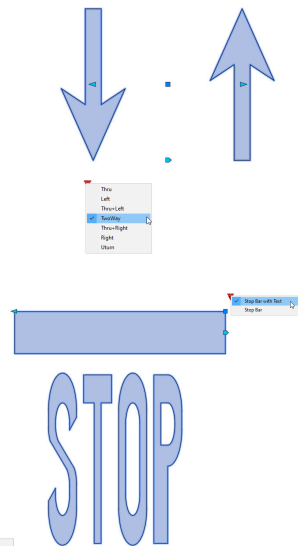 Thru
Left
Thru+Left
TwoWay
Thru+Right
Right
Uturn
Stop Bar with Text
Stop Bar
STOP